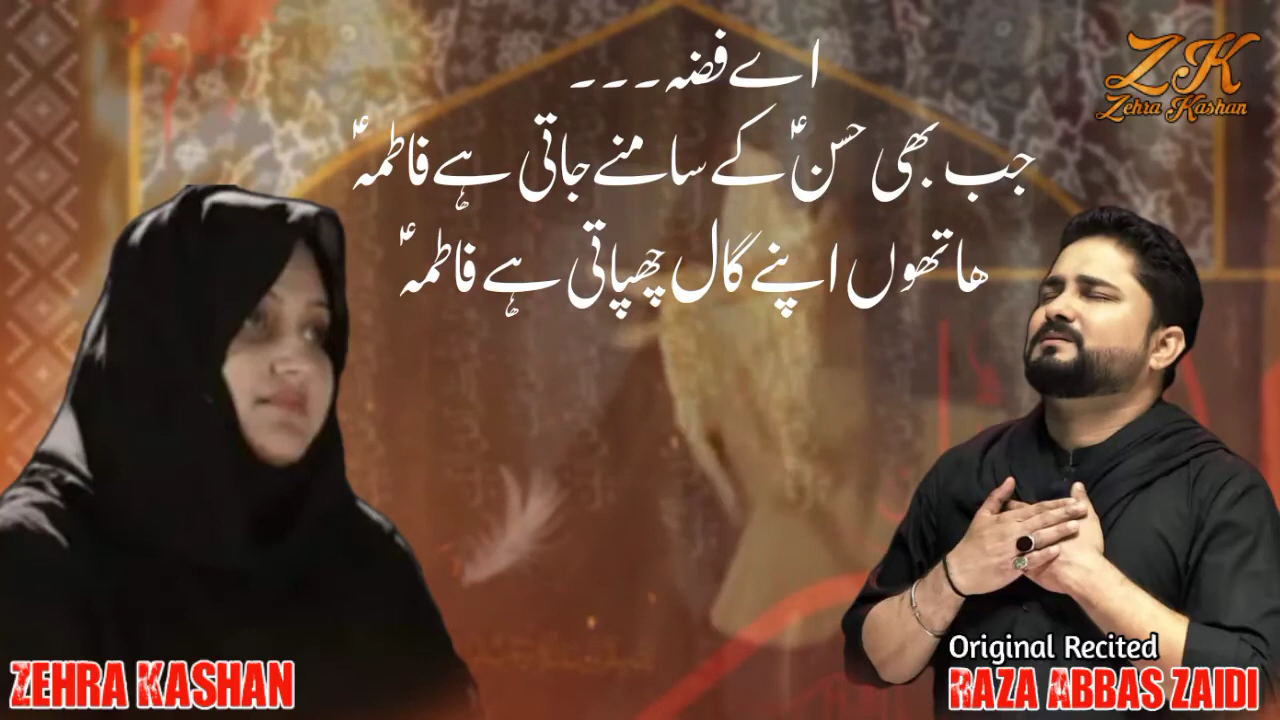 اے فضہ ۔۔۔
جب بھی حسنؑ کے سامنے جاتی ہے فاطمہؑ
ھاتھوں اپنے گال چھپاتی ہے فاطمہؑ
ZK
Zehra Kashan
ZEHRA KASHAN
Original Recited
RAZA ABBAS ZAIDI